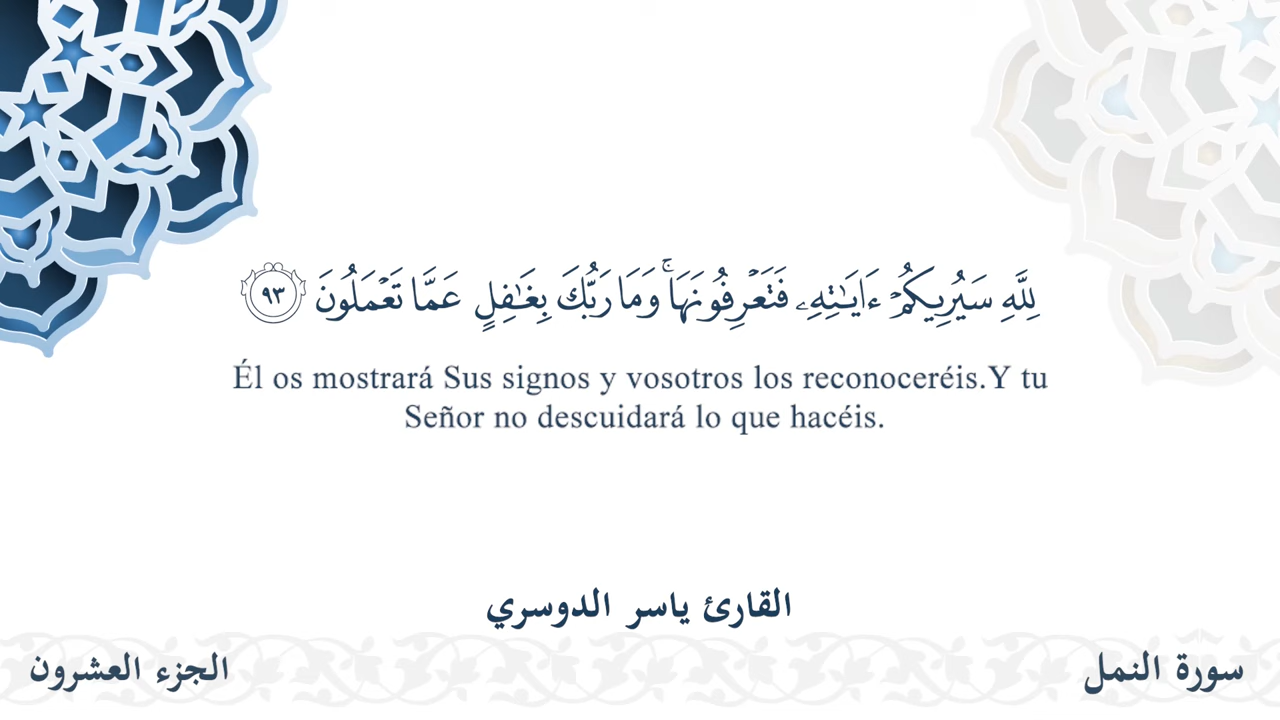 لِلَّهِ سَيُرِيكُمۡ ءَايَـٰتِهِۦ فَتَعۡرِفُونَهَاۚ وَمَا رَبُّكَ بِغَـٰفِلٍ عَمَّا تَعۡمَلُونَ ٩٣
Él os mostrará Sus signos y vosotros los reconoceréis.Y tu
Señor no descuidará lo que hacéis.
القارئ ياسر الدوسري
سورة النمل
الجزء العشرون